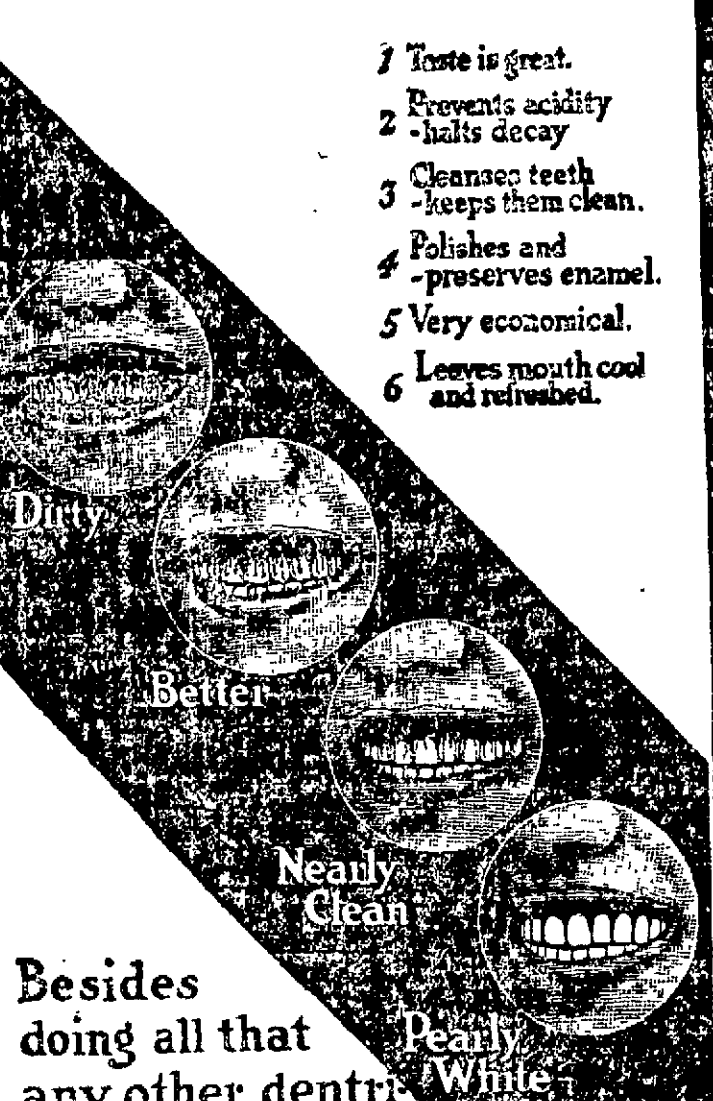 1 Taste is great.
2 Prevents acidity
-halts decay
3 Cleanses teeth
-keeps them clean.
4 Polishes and
-preserves enamel.
5 Very economical.
6 Leaves mouth cool
and refreshed.
Dirty
Better
Nearly
Clean
Pearly
White
Besides
doing all that
any other dentri-